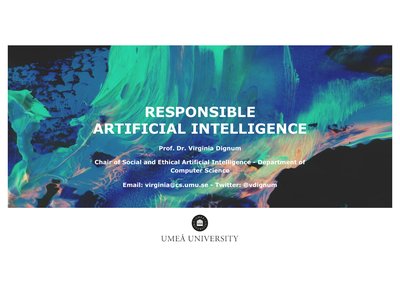 RESPONSIBLE
ARTIFICIAL INTELLIGENCE
Prof. Dr. Virginia Dignum
Chair of Social and Ethical Artificial Intelligence - Department of
Computer Science
Email: virginia@cs.umu.se - Twitter: @vdignum
UMEÅ UNIVERSITY